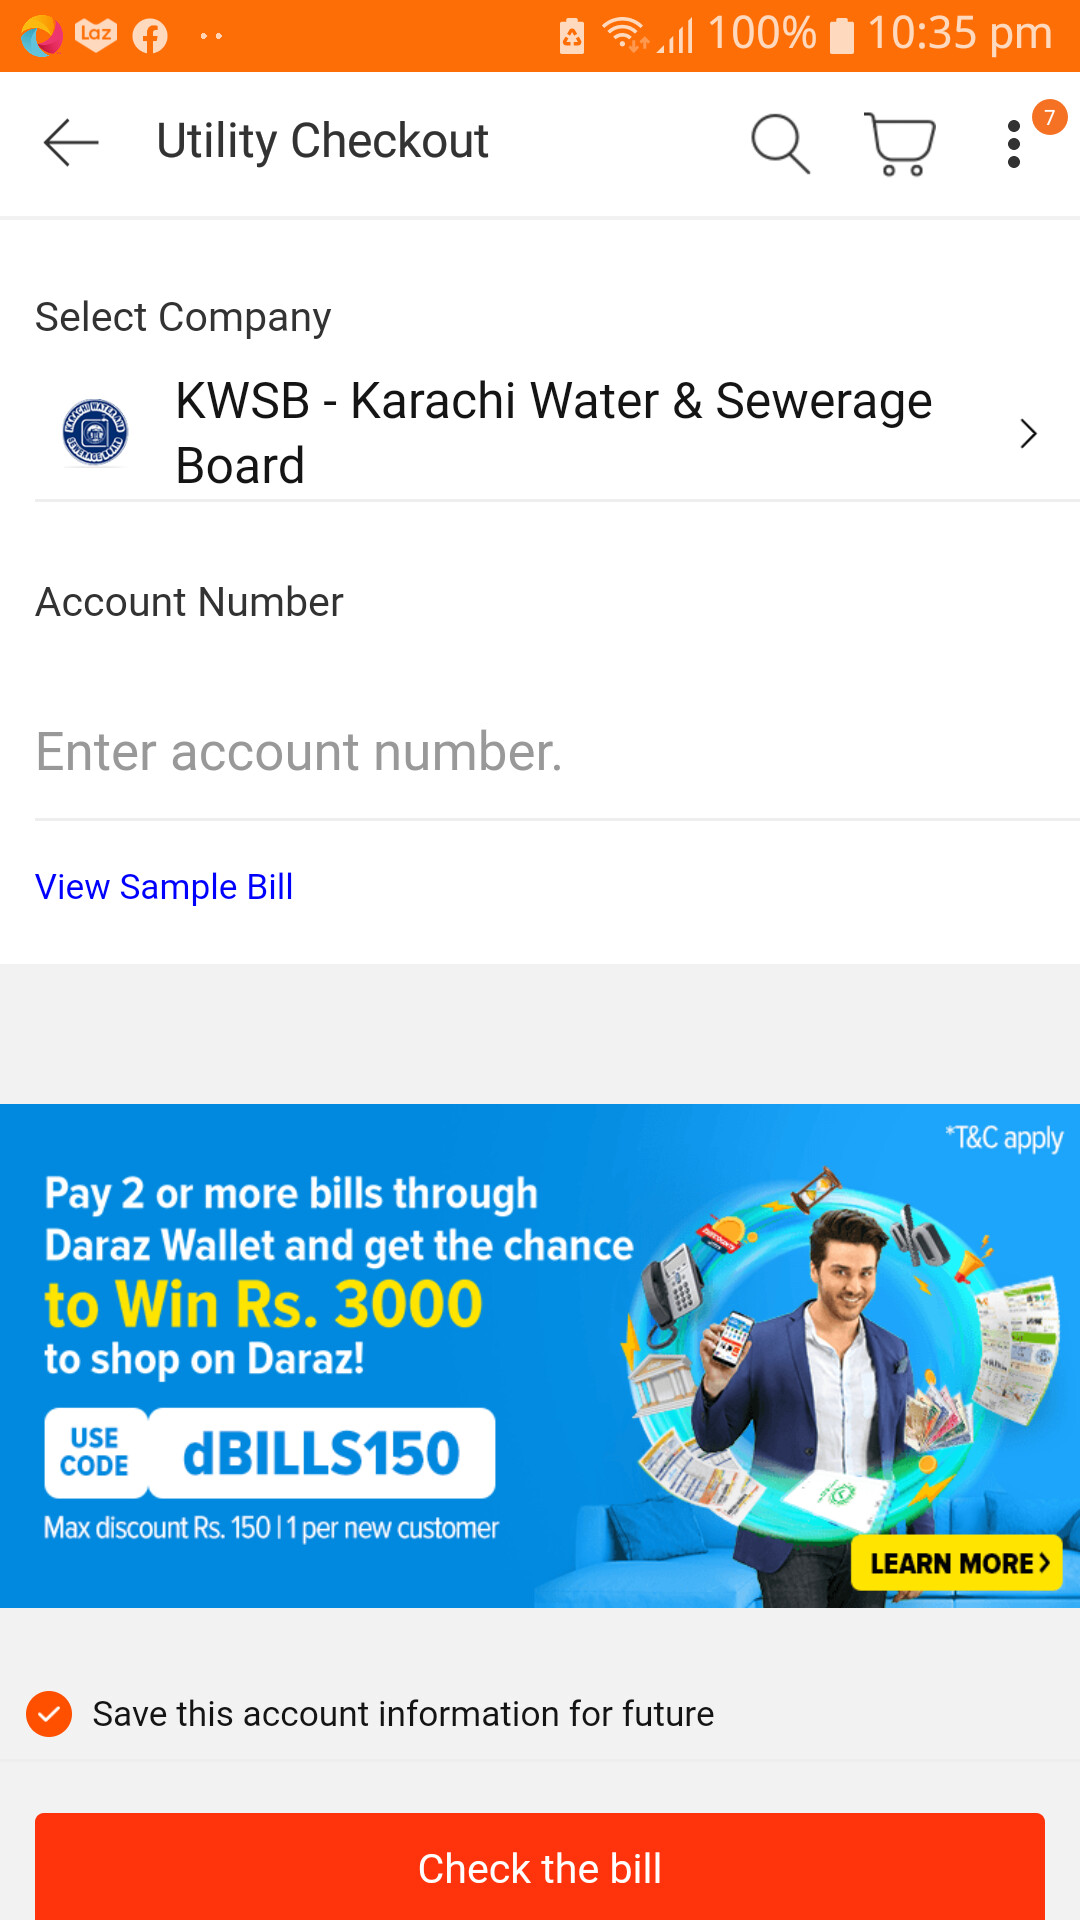 Laz 100% 10:35 pm
Utility Checkout
7
Select Company
KWSB - Karachi Water & Sewerage
Board
Account Number
Enter account number.
View Sample Bill
*T&C apply
Pay 2 or more bills through
Daraz Wallet and get the chance
to Win Rs. 3000
to shop on Daraz!
USE
CODE
dBILLS150
Max discount Rs. 150 | 1 per new customer
LEARN MORE
Save this account information for future
Check the bill